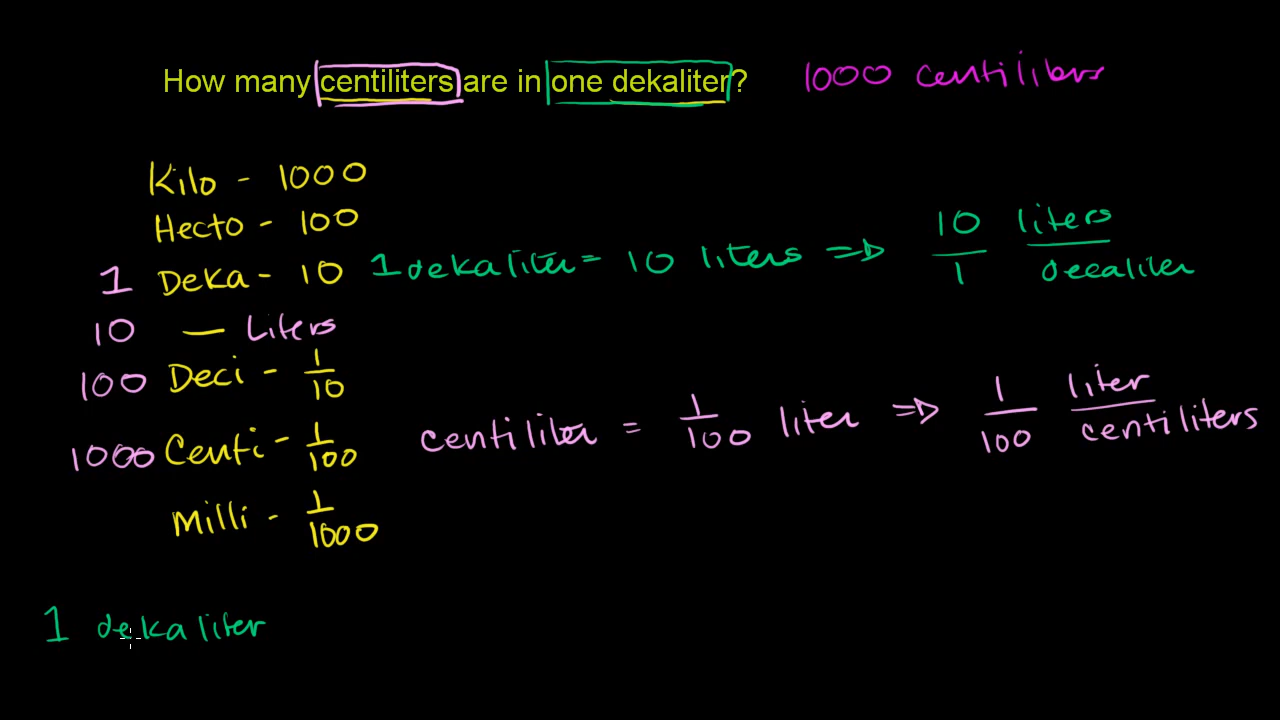 How many centiliters are in one dekaliter? 1000 centiliters
Kilo - 1000
Hecto - 100
1 Deka - 10 1 dekaliter = 10 liters ⇒ 10/1 liters/decaliter
10 — Liters
100 Deci - 1/10
1000 Centi - 1/100 centiliter = 1/100 liter ⇒ 1/100 liter/centiliters
Milli - 1/1000
1 dekaliter